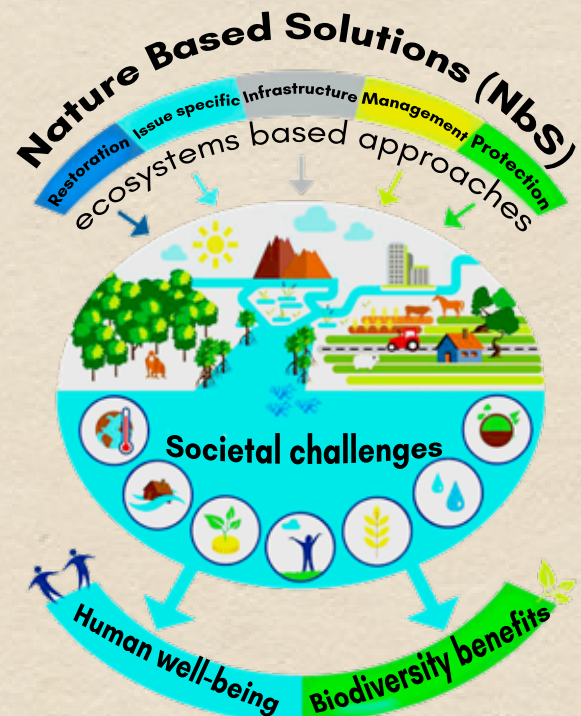 Nature Based Solutions (NbS)
Restoration
Issue specific
Infrastructure
Management
Protection
ecosystems based approaches
Societal challenges
Human well-being
Biodiversity benefits